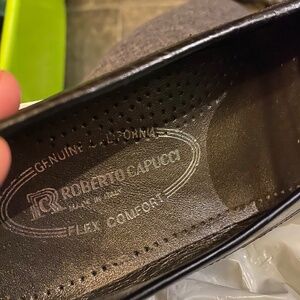 GENUINE CALIFORNIA
ROBERTO CAPUCCI
MADE IN ITALY
FLEX COMFORT